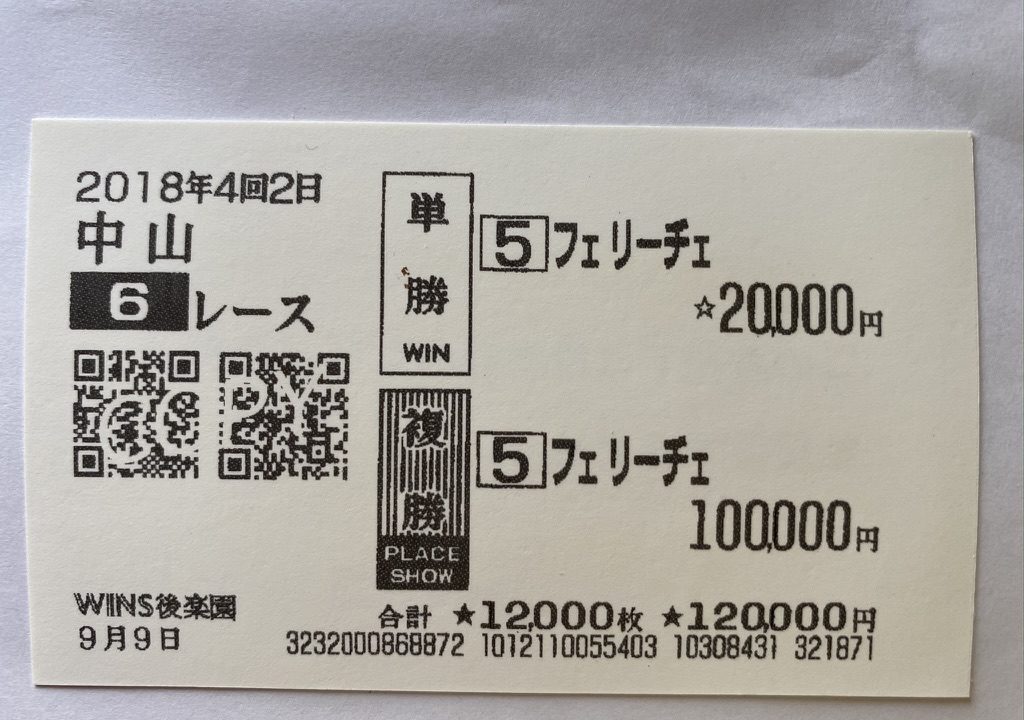 2018年4回2日
中山
6レース
COPY
WINS後楽園
9月9日
単勝
WIN
5 フェリーチェ
☆20,000円
複勝
PLACE
SHOW
5 フェリーチェ
100,000円
合計 ★12,000枚 ★120,000円
3232000868872 1012110055403 10308431 321871